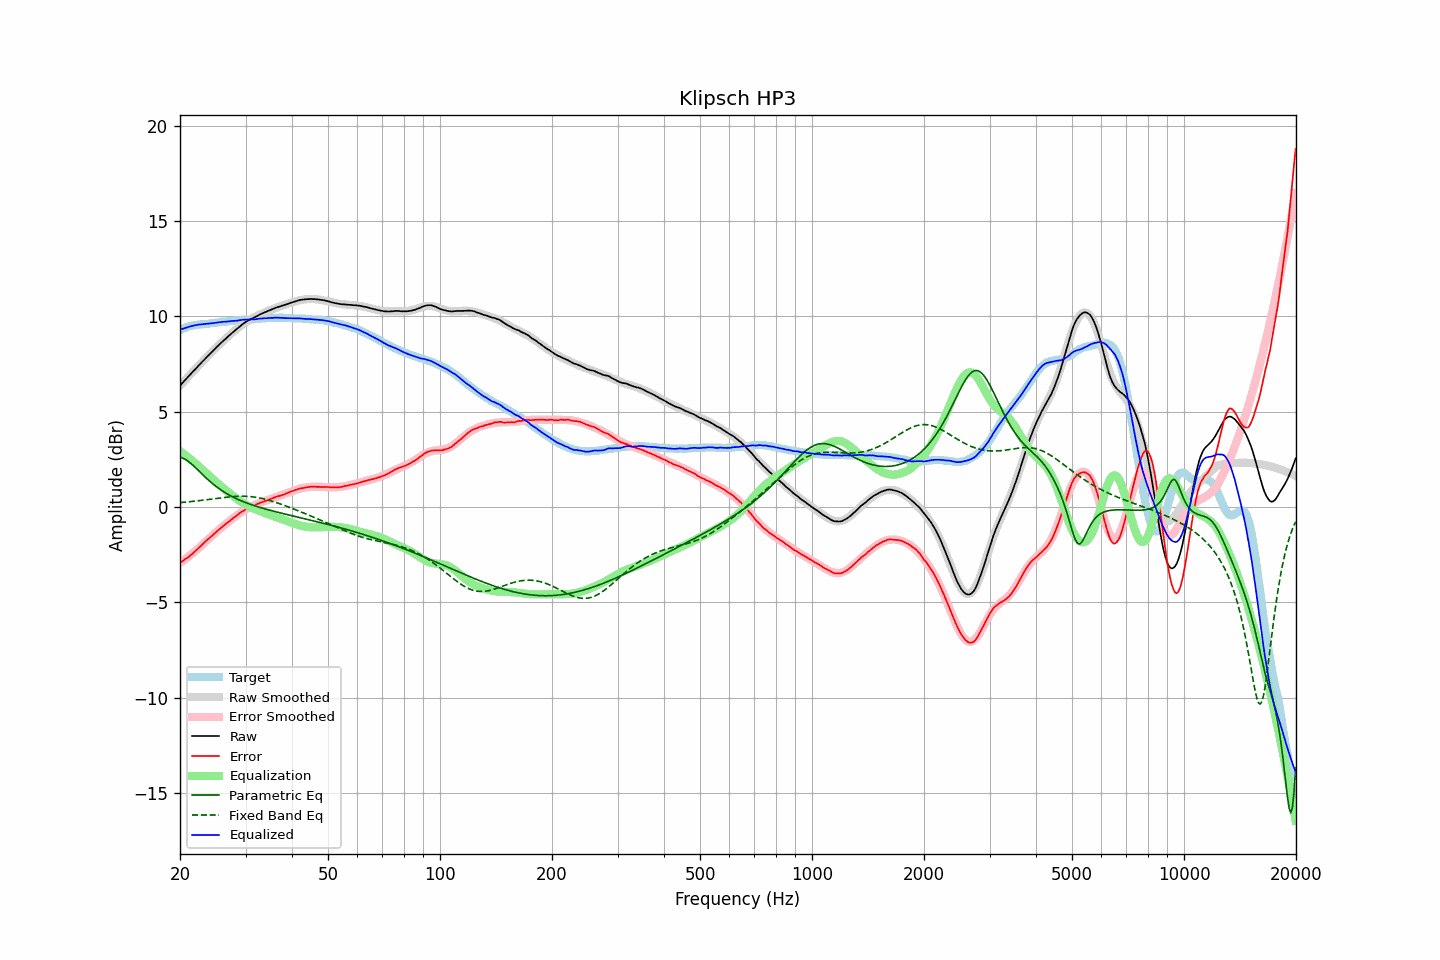 Klipsch HP3
Amplitude (dBr)
20
15
10
5
0
−5
−10
−15
Target
Raw Smoothed
Error Smoothed
Raw
Error
Equalization
Parametric Eq
Fixed Band Eq
Equalized
20 50 100 200 500 1000 2000 5000 10000 20000
Frequency (Hz)